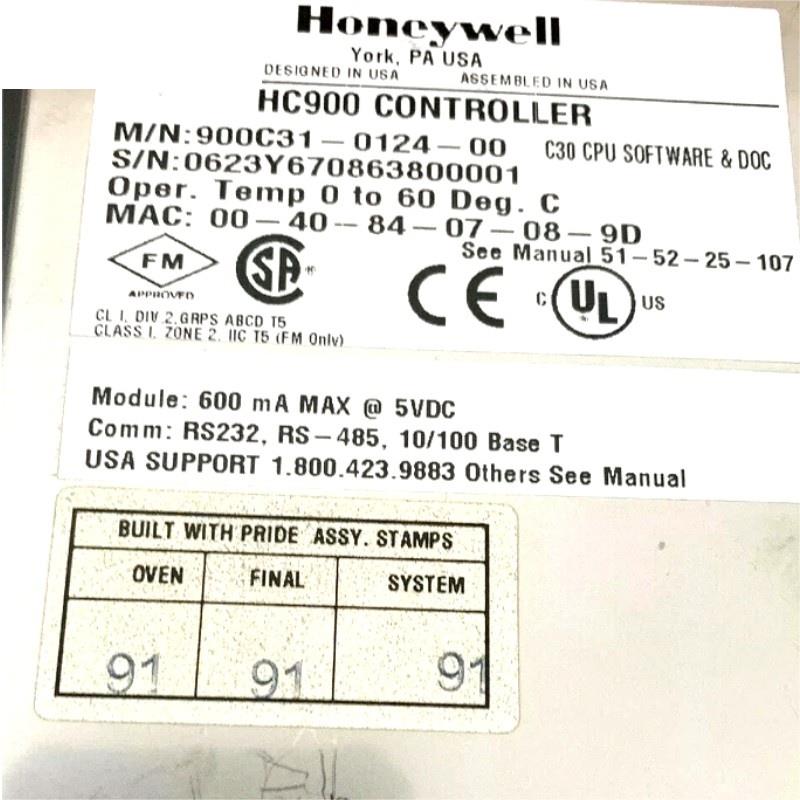 Honeywell
York, PA USA
DESIGNED IN USA ASSEMBLED IN USA
HC900 CONTROLLER
M/N:900C31-0124-00 C30 CPU SOFTWARE & DOC
S/N:0623Y670863800001
Oper. Temp 0 to 60 Deg. C
MAC: 00-40-84-07-08-9D
See Manual 51-52-25-107
FM
APPROVED
SA
CE
C UL US
CL I, DIV 2,GRPS ABCD T5
CLASS I, ZONE 2, IIC T5 (FM Only)
Module: 600 mA MAX @ 5VDC
Comm: RS232, RS-485, 10/100 Base T
USA SUPPORT 1.800.423.9883 Others See Manual
BUILT WITH PRIDE ASSY. STAMPS
OVEN FINAL SYSTEM
91 91 91